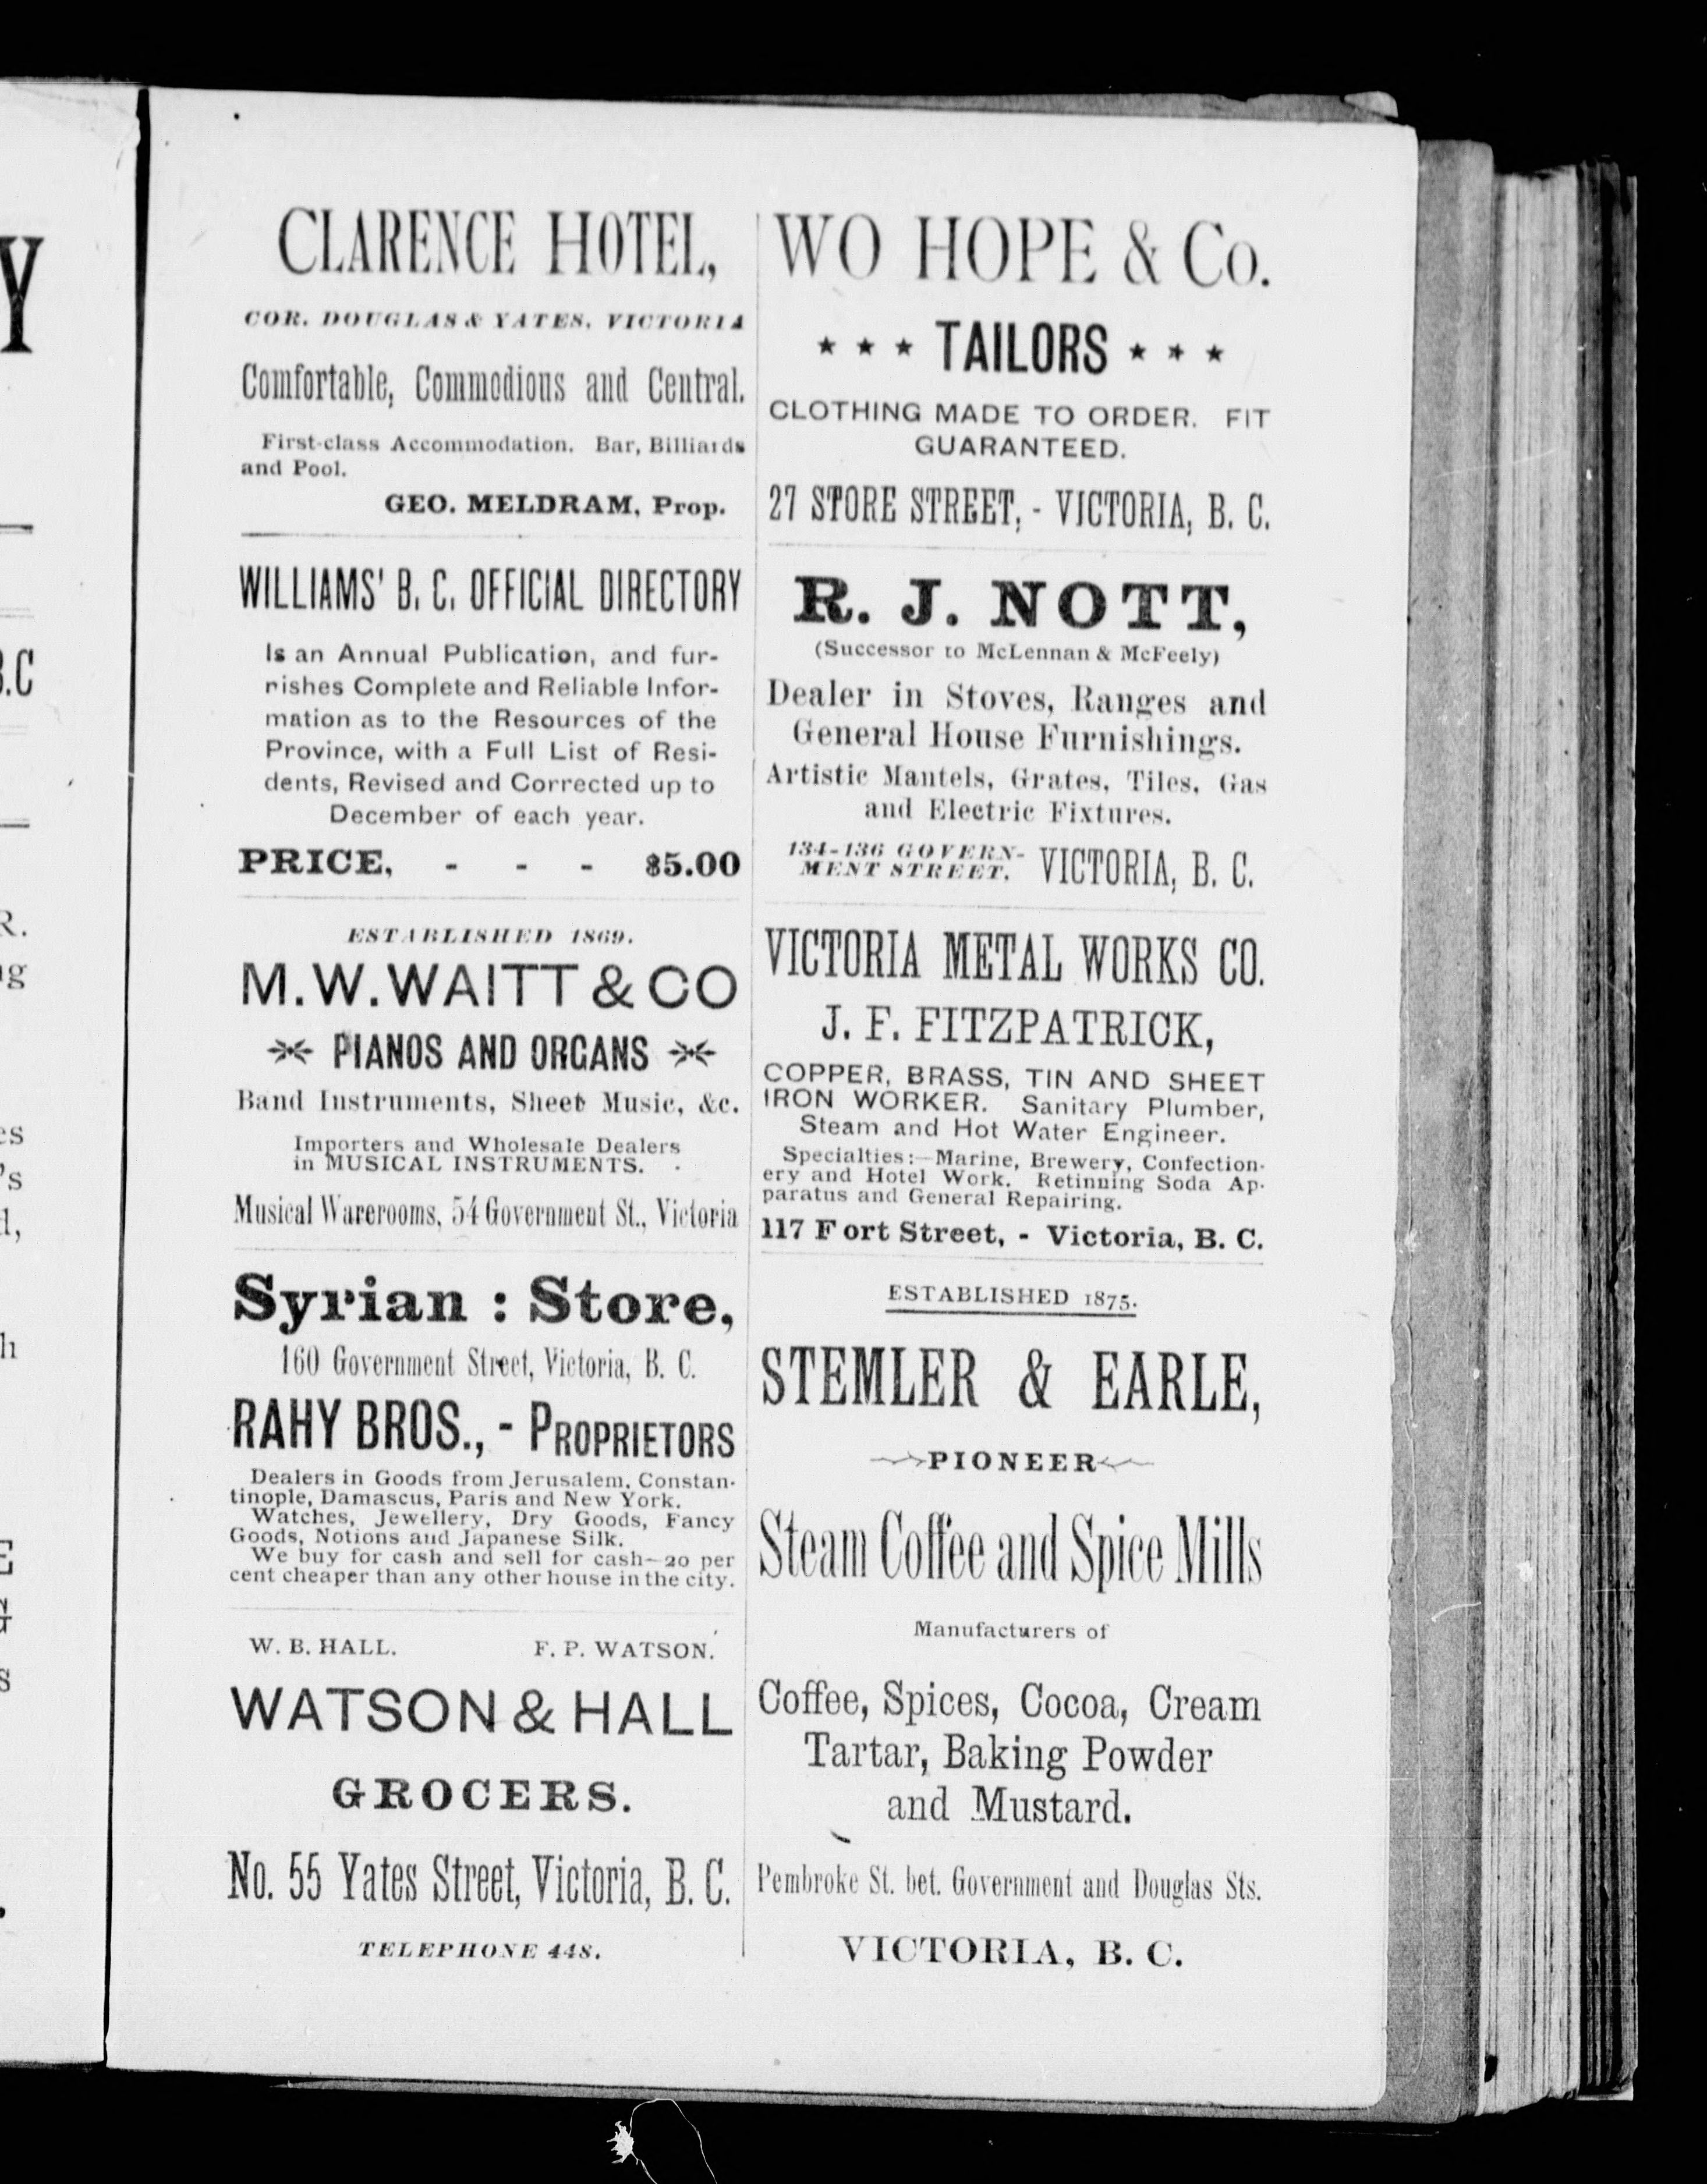 CLARENCE HOTEL,
COR. DOUGLAS & YATES, VICTORIA
Comfortable, Commodious and Central.
First-class Accommodation. Bar, Billiards
and Pool.
GEO. MELDRAM, Prop.
WILLIAMS' B. C. OFFICIAL DIRECTORY
Is an Annual Publication, and fur-
nishes Complete and Reliable Infor-
mation as to the Resources of the
Province, with a Full List of Resi-
dents, Revised and Corrected up to
December of each year.
PRICE, - - - $5.00
ESTABLISHED 1869.
M. W. WAITT & CO
PIANOS AND ORGANS
Band Instruments, Sheet Music, &c.
Importers and Wholesale Dealers
in MUSICAL INSTRUMENTS.
Musical Warerooms, 54 Government St., Victoria
Syrian : Store,
160 Government Street, Victoria, B. C.
RAHY BROS., - PROPRIETORS
Dealers in Goods from Jerusalem, Constan-
tinople, Damascus, Paris and New York.
Watches, Jewellery, Dry Goods, Fancy
Goods, Notions and Japanese Silk.
We buy for cash and sell for cash—20 per
cent cheaper than any other house in the city.
W. B. HALL. F. P. WATSON.
WATSON & HALL
GROCERS.
No. 55 Yates Street, Victoria, B. C.
TELEPHONE 448.
WO HOPE & Co.
* * * TAILORS * * *
CLOTHING MADE TO ORDER. FIT
GUARANTEED.
27 STORE STREET, - VICTORIA, B. C.
R. J. NOTT,
(Successor to McLennan & McFeely)
Dealer in Stoves, Ranges and
General House Furnishings.
Artistic Mantels, Grates, Tiles, Gas
and Electric Fixtures.
134-136 GOVERN-
MENT STREET, VICTORIA, B. C.
VICTORIA METAL WORKS CO.
J. F. FITZPATRICK,
COPPER, BRASS, TIN AND SHEET
IRON WORKER. Sanitary Plumber,
Steam and Hot Water Engineer.
Specialties:—Marine, Brewery, Confection-
ery and Hotel Work. Retinning Soda Ap-
paratus and General Repairing.
117 Fort Street, - Victoria, B. C.
ESTABLISHED 1875.
STEMLER & EARLE,
PIONEER
Steam Coffee and Spice Mills
Manufacturers of
Coffee, Spices, Cocoa, Cream
Tartar, Baking Powder
and Mustard.
Pembroke St. bet. Government and Douglas Sts.
VICTORIA, B. C.